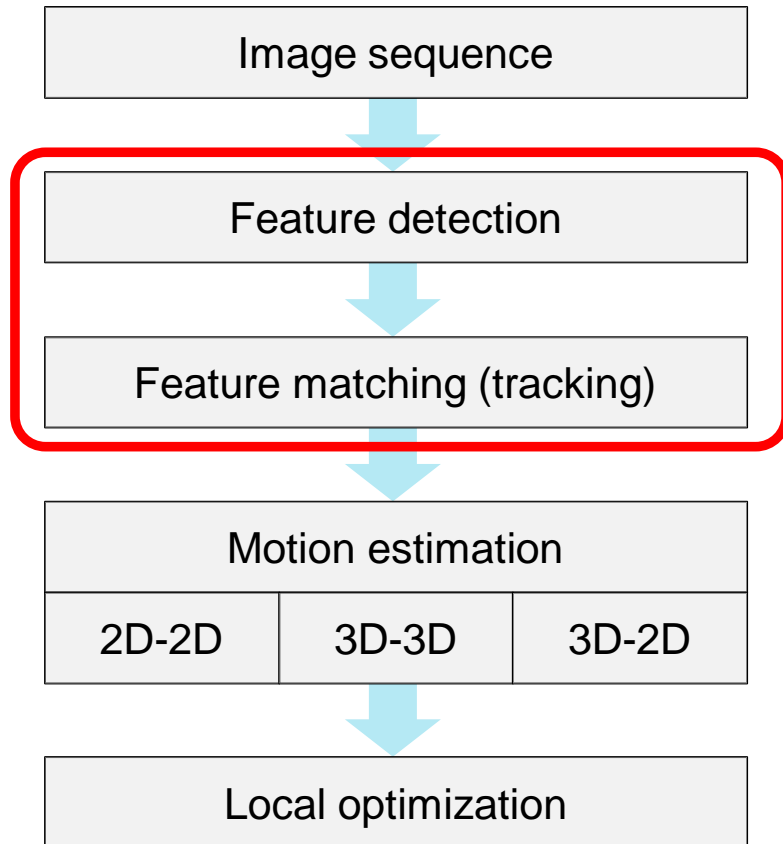 Image sequence
Feature detection
Feature matching (tracking)
Motion estimation
2D-2D 3D-3D 3D-2D
Local optimization